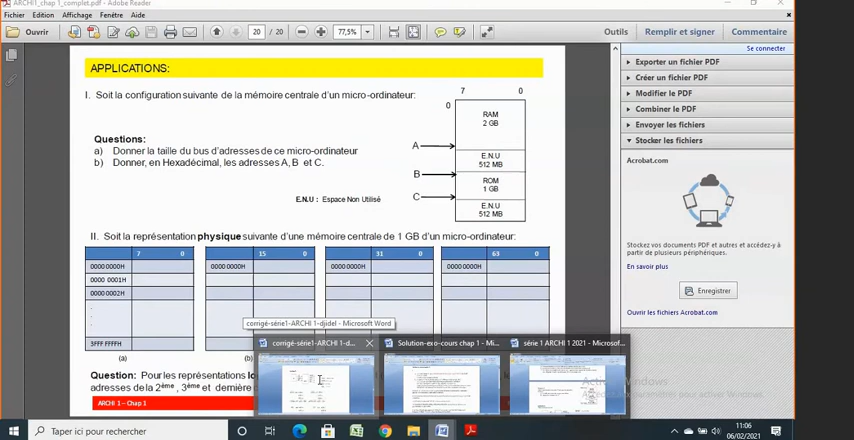 ARCHI1_chap 1_complet.pdf - Adobe Reader
Fichier Edition Affichage Fenêtre Aide
Ouvrir 20 / 20 77,5% Outils Remplir et signer Commentaire
Se connecter
Exporter un fichier PDF
Créer un fichier PDF
Modifier le PDF
Combiner le PDF
Envoyer les fichiers
Stocker les fichiers
Acrobat.com
Stockez vos documents PDF et autres et accédez-y à
partir de plusieurs périphériques.
En savoir plus
Enregistrer
Ouvrir les fichiers Acrobat.com
APPLICATIONS:
I. Soit la configuration suivante de la mémoire centrale d'un micro-ordinateur:
Questions:
a) Donner la taille du bus d'adresses de ce micro-ordinateur
b) Donner, en Hexadécimal, les adresses A, B et C.
E.N.U : Espace Non Utilisé
7 0
0
RAM
2 GB
A
E.N.U
512 MB
B
ROM
1 GB
C
E.N.U
512 MB
II. Soit la représentation physique suivante d'une mémoire centrale de 1 GB d'un micro-ordinateur:
7 0 15 0 31 0 63 0
0000 0000H 0000 0000H 0000 0000H 0000 0000H
0000 0001H
0000 0002H
3FFF FFFFH
(a) (b)
corrigé-série1-ARCHI 1-djidel - Microsoft Word
corrigé-série1-ARCHI 1-d... Solution-exo-cours chap 1 - Mi... série 1 ARCHI 1 2021 - Microsof...
Question: Pour les représentations
adresses de la 2ème, 3ème et dernière
ARCHI 1 – Chap 1
Activer Windows
Accédez aux paramètres pour activer Windows.
Taper ici pour rechercher
11:06
06/02/2021